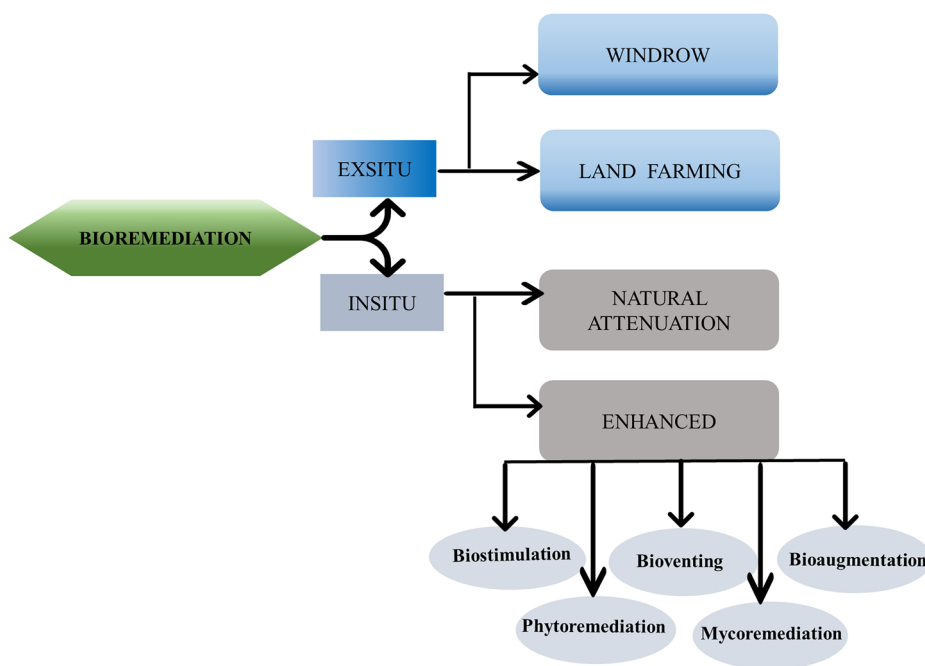 WINDROW
EXSITU
LAND FARMING
BIOREMEDIATION
INSITU
NATURAL
ATTENUATION
ENHANCED
Biostimulation
Bioventing
Bioaugmentation
Phytoremediation
Mycoremediation